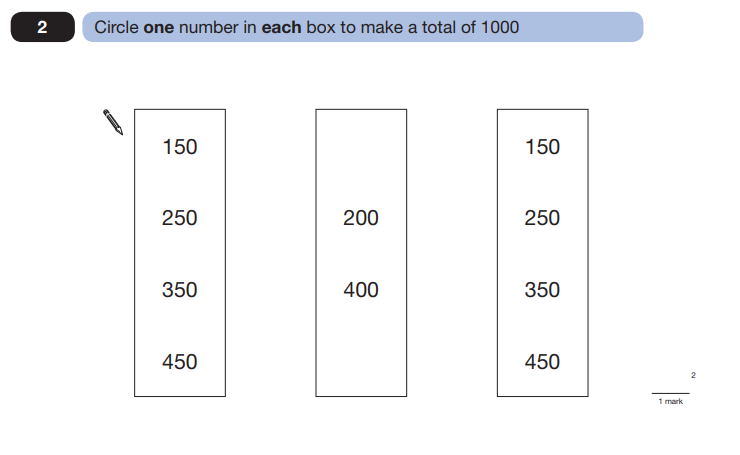 2 Circle one number in each box to make a total of 1000
150 150
250 200 250
350 400 350
450 450
2
1 mark